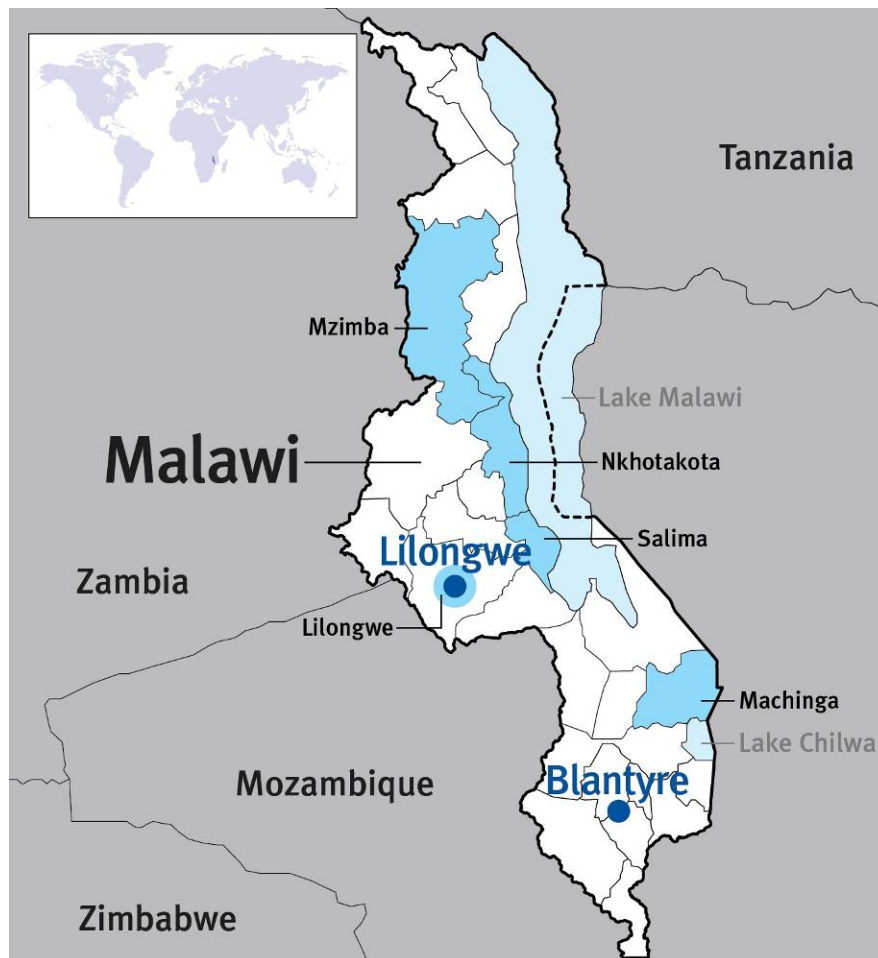 Tanzania
Mzimba
Lake Malawi
Malawi
Nkhotakota
Salima
Lilongwe
Zambia
Lilongwe
Machinga
Lake Chilwa
Mozambique
Blantyre
Zimbabwe